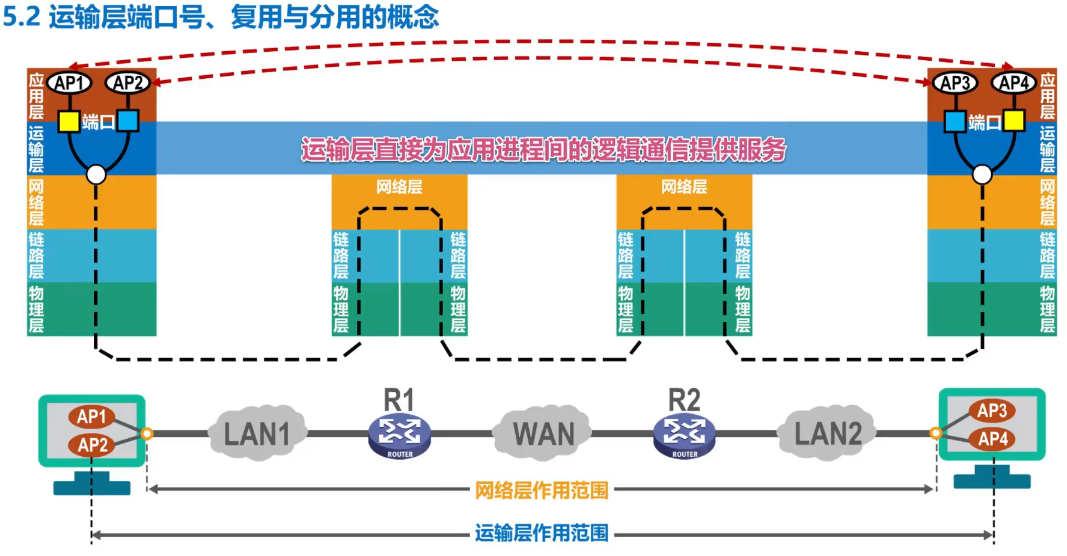 5.2 运输层端口号、复用与分用的概念
AP1 AP2
AP3 AP4
应用层
端口
端口
应用层
运输层
运输层直接为应用进程间的逻辑通信提供服务
运输层
网络层
网络层
网络层
网络层
链路层
链路层
链路层
链路层
链路层
链路层
物理层
物理层
物理层
物理层
物理层
物理层
R1
R2
AP1
AP2
LAN1
ROUTER
WAN
ROUTER
LAN2
AP3
AP4
网络层作用范围
运输层作用范围